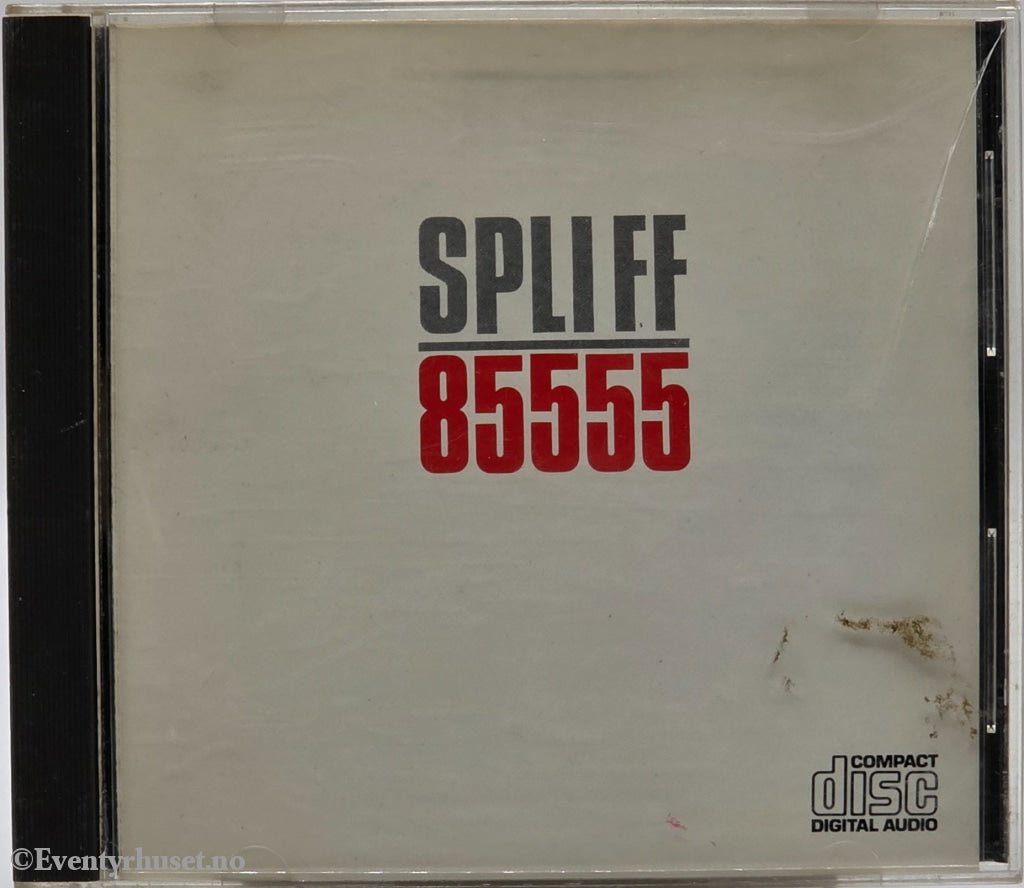 SPLIFF
85555
COMPACT
disc
DIGITAL AUDIO
©Eventyrhuset.no